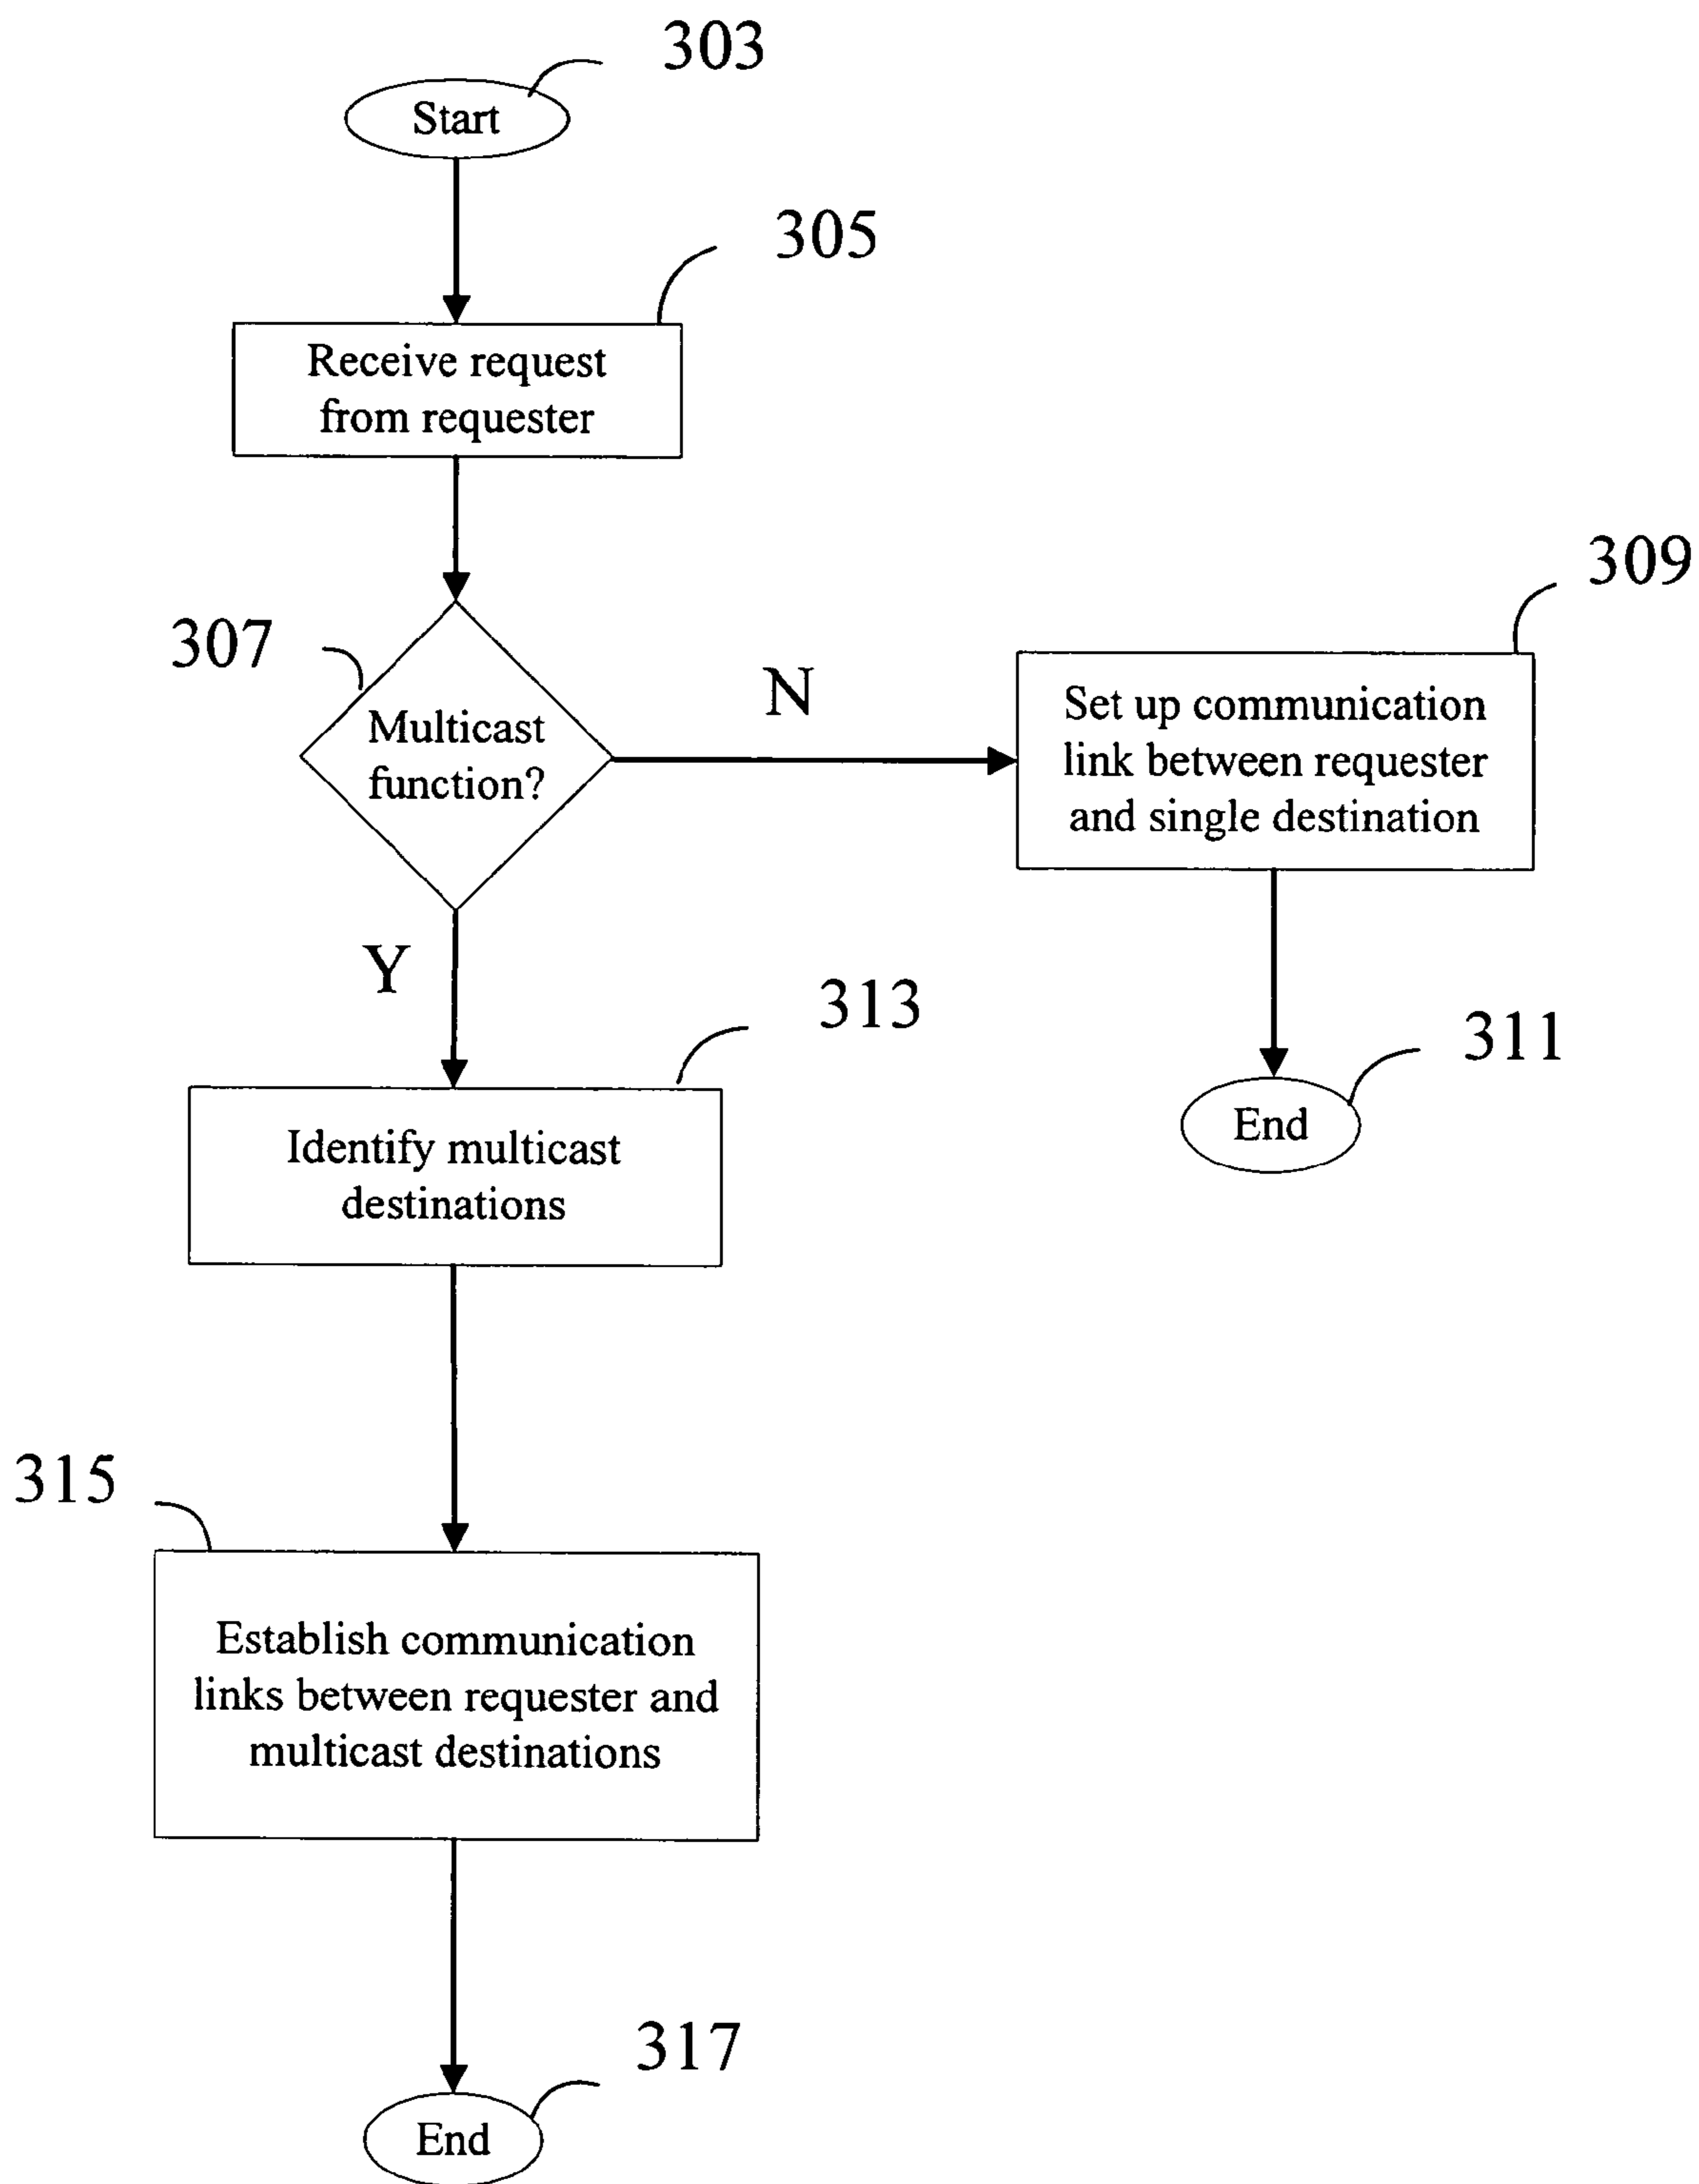 303
Start
305
Receive request
from requester
307
Multicast
function?
N
309
Set up communication
link between requester
and single destination
Y
313
311
End
Identify multicast
destinations
315
Establish communication
links between requester and
multicast destinations
317
End